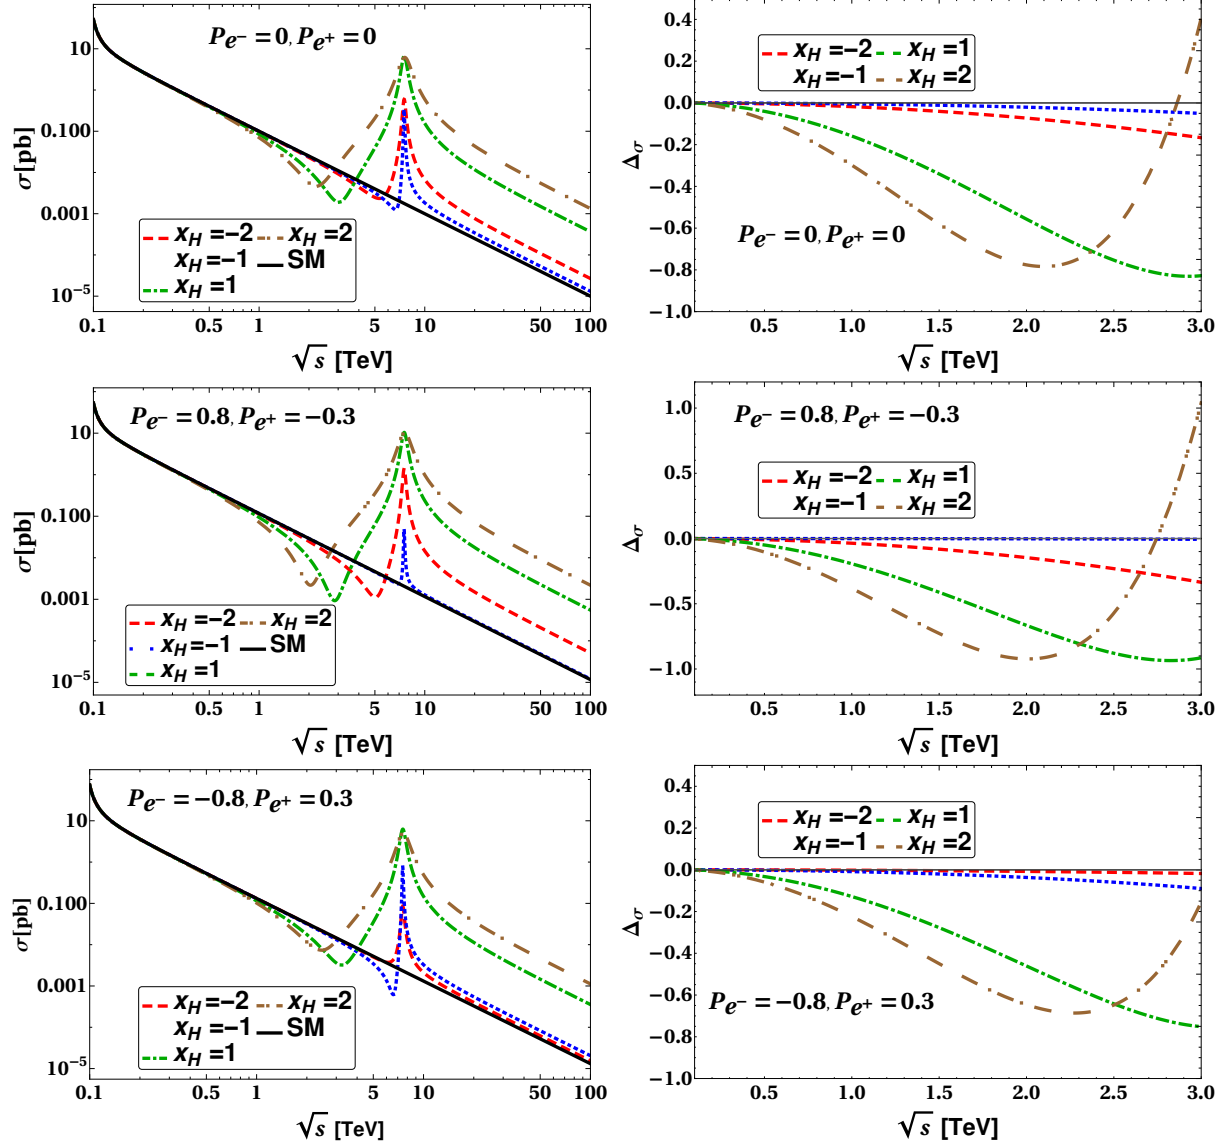 P_{e^-} = 0, P_{e^+} = 0
σ[pb]
10
0.100
0.001
10^{-5}
x_H =-2 x_H =2
x_H =-1 SM
x_H =1
0.1 0.5 1 5 10 50 100
√s [TeV]
0.4
0.2
0.0
−0.2
−0.4
−0.6
−0.8
−1.0
Δ_σ
x_H =-2 x_H =1
x_H =-1 x_H =2
P_{e^-} = 0, P_{e^+} = 0
0.5 1.0 1.5 2.0 2.5 3.0
√s [TeV]
P_{e^-} = 0.8, P_{e^+} = −0.3
σ[pb]
10
0.100
0.001
10^{-5}
x_H =-2 x_H =2
x_H =-1 SM
x_H =1
0.1 0.5 1 5 10 50 100
√s [TeV]
P_{e^-} = 0.8, P_{e^+} = −0.3
1.0
0.5
0.0
−0.5
−1.0
Δ_σ
x_H =-2 x_H =1
x_H =-1 x_H =2
0.5 1.0 1.5 2.0 2.5 3.0
√s [TeV]
P_{e^-} = −0.8, P_{e^+} = 0.3
σ[pb]
10
0.100
0.001
10^{-5}
x_H =-2 x_H =2
x_H =-1 SM
x_H =1
0.1 0.5 1 5 10 50 100
√s [TeV]
0.4
0.2
0.0
−0.2
−0.4
−0.6
−0.8
−1.0
Δ_σ
x_H =-2 x_H =1
x_H =-1 x_H =2
P_{e^-} = −0.8, P_{e^+} = 0.3
0.5 1.0 1.5 2.0 2.5 3.0
√s [TeV]